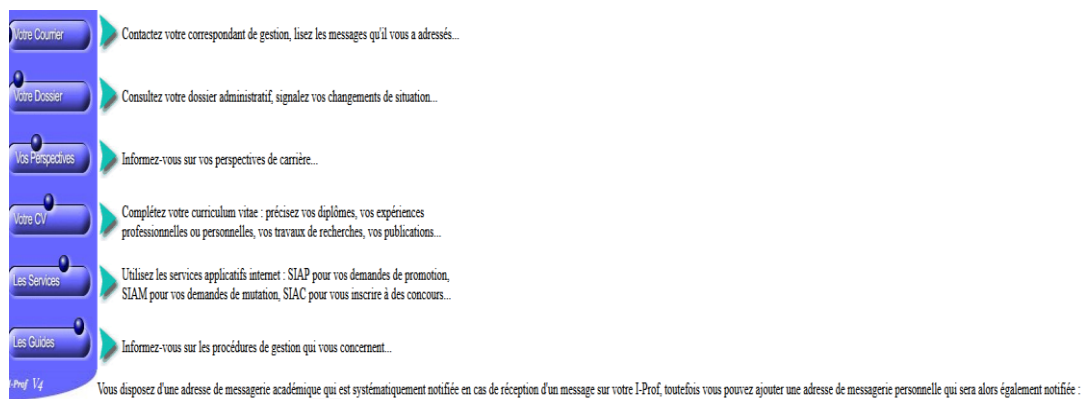 Votre Courrier
Contactez votre correspondant de gestion, lisez les messages qu'il vous a adressés...
Votre Dossier
Consultez votre dossier administratif, signalez vos changements de situation...
Vos Perspectives
Informez-vous sur vos perspectives de carrière...
Votre CV
Complétez votre curriculum vitae : précisez vos diplômes, vos expériences
professionnelles ou personnelles, vos travaux de recherches, vos publications...
Les Services
Utilisez les services applicatifs internet : SIAP pour vos demandes de promotion,
SIAM pour vos demandes de mutation, SIAC pour vous inscrire à des concours...
Les Guides
Informez-vous sur les procédures de gestion qui vous concernent...
I-Prof V4
Vous disposez d'une adresse de messagerie académique qui est systématiquement notifiée en cas de réception d'un message sur votre I-Prof, toutefois vous pouvez ajouter une adresse de messagerie personnelle qui sera alors également notifiée :